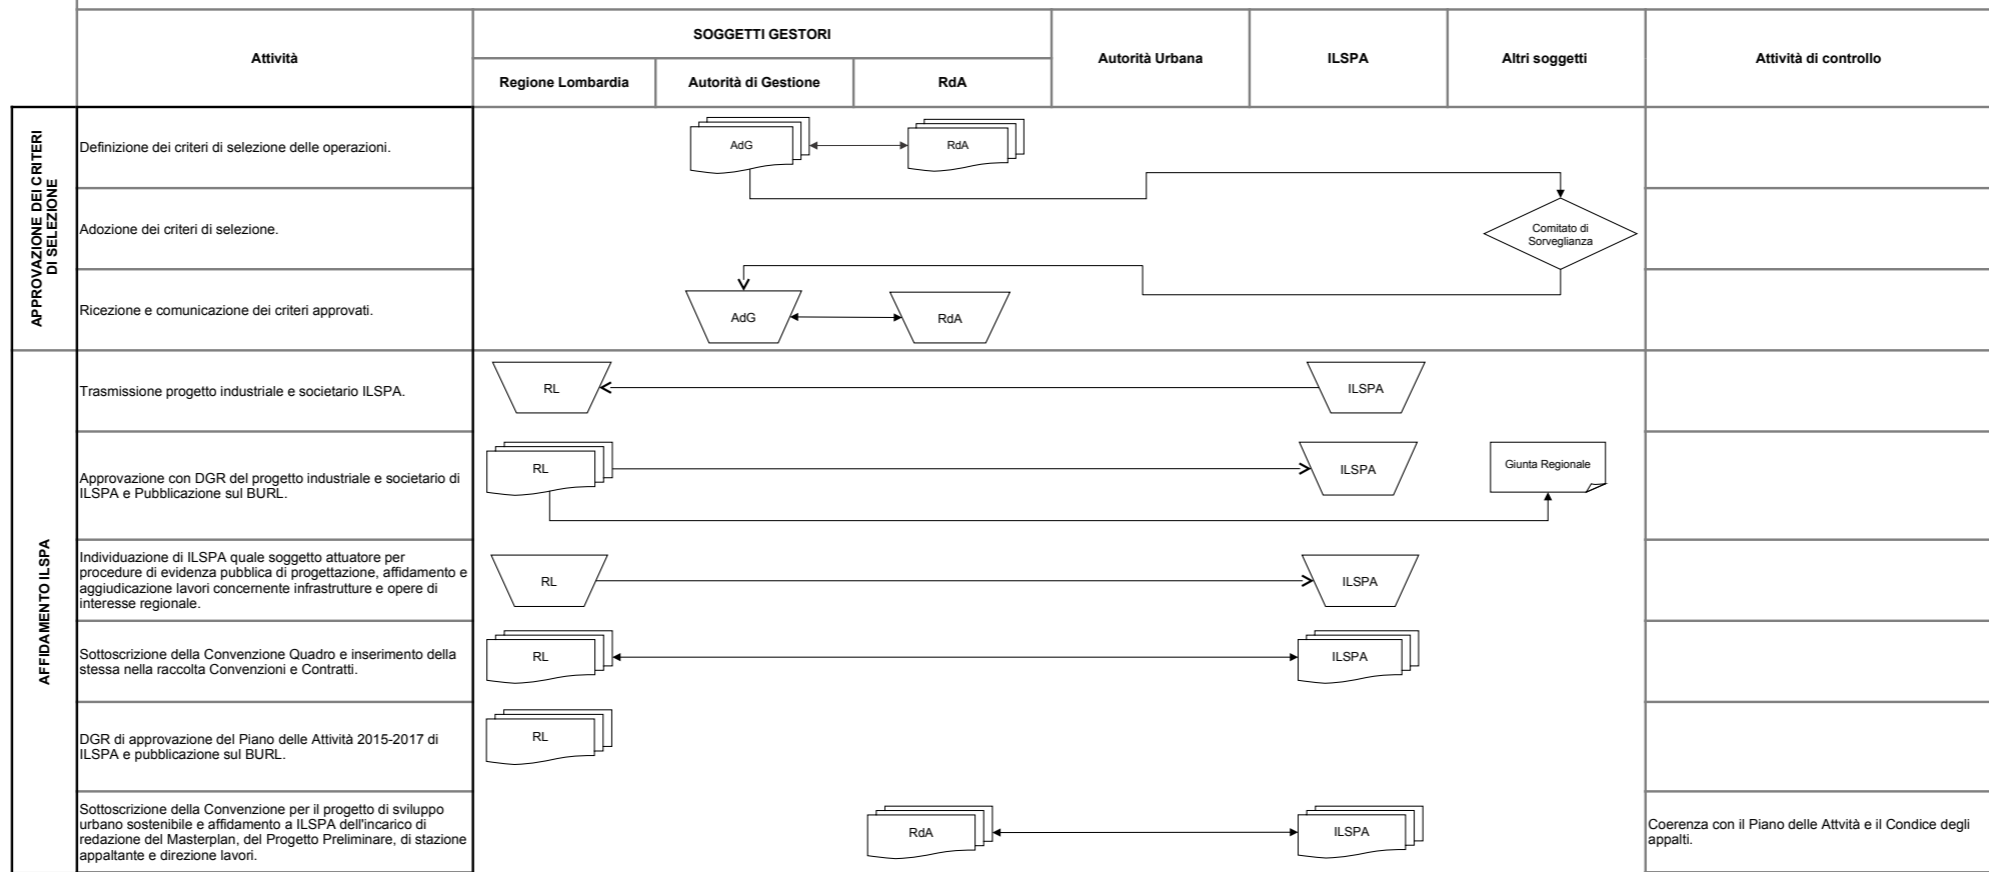 Attività
SOGGETTI GESTORI
Autorità Urbana
ILSPA
Altri soggetti
Attività di controllo
Regione Lombardia
Autorità di Gestione
RdA
APPROVAZIONE DEI CRITERI
DI SELEZIONE
Definizione dei criteri di selezione delle operazioni.
AdG
RdA
Adozione dei criteri di selezione.
Comitato di
Sorveglianza
Ricezione e comunicazione dei criteri approvati.
AdG
RdA
AFFIDAMENTO ILSPA
Trasmissione progetto industriale e societario ILSPA.
RL
ILSPA
Approvazione con DGR del progetto industriale e societario di
ILSPA e Pubblicazione sul BURL.
RL
ILSPA
Giunta Regionale
Individuazione di ILSPA quale soggetto attuatore per
procedure di evidenza pubblica di progettazione, affidamento e
aggiudicazione lavori concernente infrastrutture e opere di
interesse regionale.
RL
ILSPA
Sottoscrizione della Convenzione Quadro e inserimento della
stessa nella raccolta Convenzioni e Contratti.
RL
ILSPA
DGR di approvazione del Piano delle Attività 2015-2017 di
ILSPA e pubblicazione sul BURL.
RL
Sottoscrizione della Convenzione per il progetto di sviluppo
urbano sostenibile e affidamento a ILSPA dell'incarico di
redazione del Masterplan, del Progetto Preliminare, di stazione
appaltante e direzione lavori.
RdA
ILSPA
Coerenza con il Piano delle Attvità e il Condice degli
appalti.